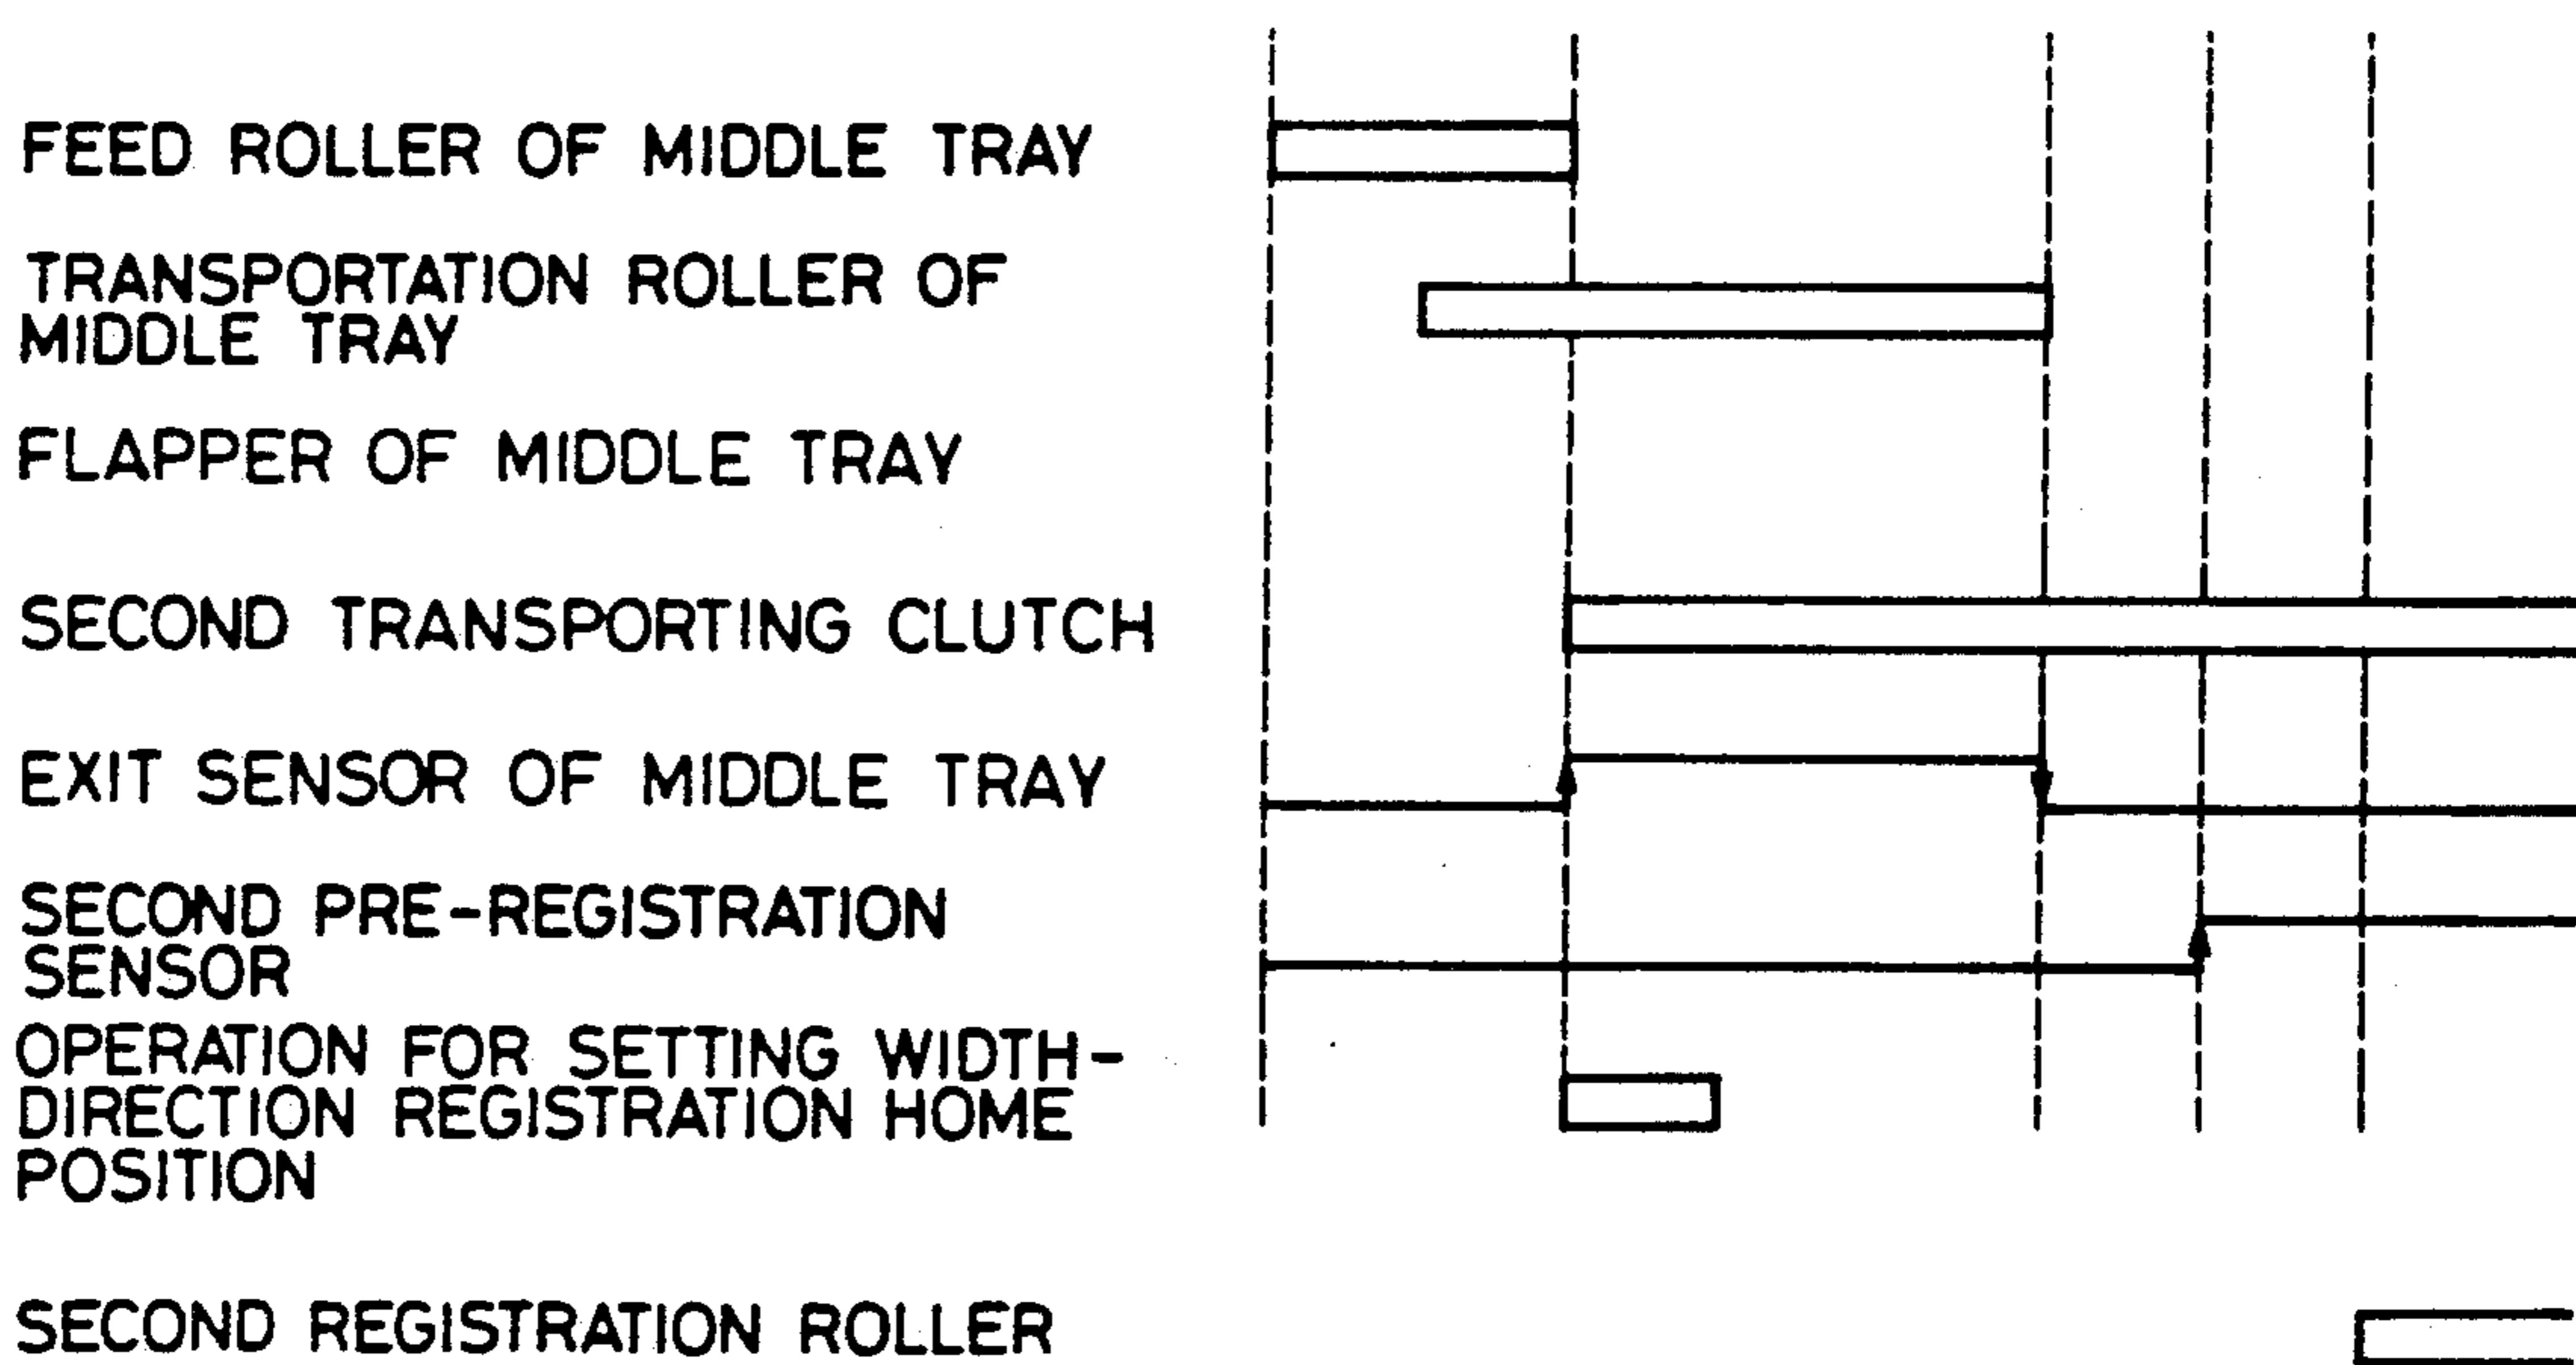 FEED ROLLER OF MIDDLE TRAY
TRANSPORTATION ROLLER OF
MIDDLE TRAY
FLAPPER OF MIDDLE TRAY
SECOND TRANSPORTING CLUTCH
EXIT SENSOR OF MIDDLE TRAY
SECOND PRE-REGISTRATION
SENSOR
OPERATION FOR SETTING WIDTH-
DIRECTION REGISTRATION HOME
POSITION
SECOND REGISTRATION ROLLER